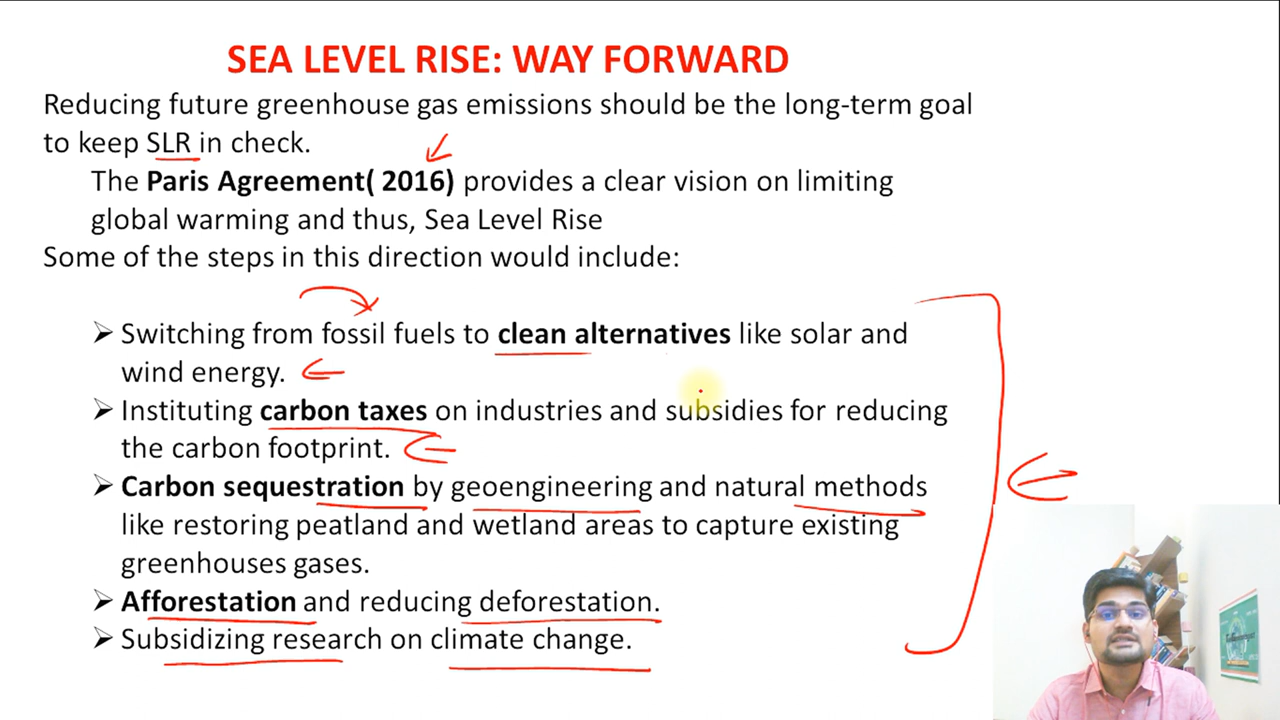 SEA LEVEL RISE: WAY FORWARD
Reducing future greenhouse gas emissions should be the long-term goal
to keep SLR in check.
The Paris Agreement( 2016) provides a clear vision on limiting
global warming and thus, Sea Level Rise
Some of the steps in this direction would include:
➢ Switching from fossil fuels to clean alternatives like solar and
wind energy.
➢ Instituting carbon taxes on industries and subsidies for reducing
the carbon footprint.
➢ Carbon sequestration by geoengineering and natural methods
like restoring peatland and wetland areas to capture existing
greenhouses gases.
➢ Afforestation and reducing deforestation.
➢ Subsidizing research on climate change.